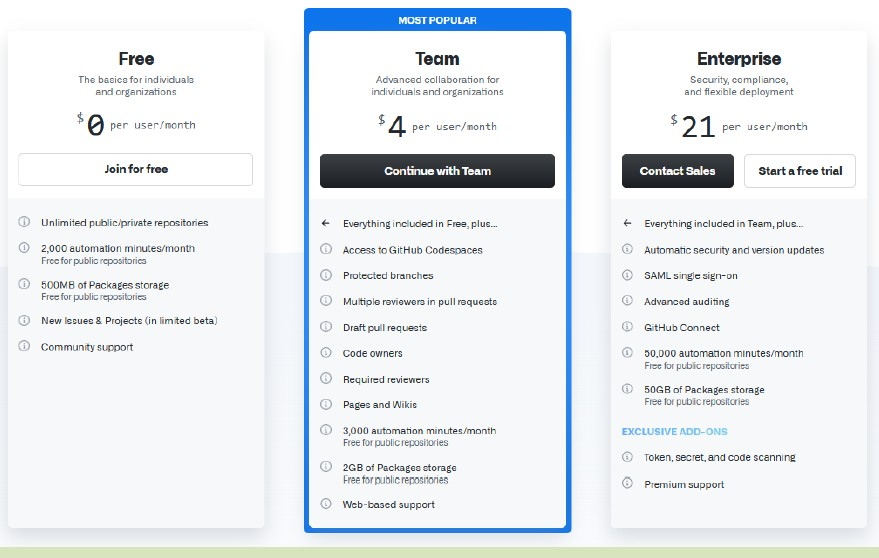 Free
The basics for individuals
and organizations
$0 per user/month
Join for free
Unlimited public/private repositories
2,000 automation minutes/month
Free for public repositories
500MB of Packages storage
Free for public repositories
New Issues & Projects (in limited beta)
Community support
MOST POPULAR
Team
Advanced collaboration for
individuals and organizations
$4 per user/month
Continue with Team
← Everything included in Free, plus...
Access to GitHub Codespaces
Protected branches
Multiple reviewers in pull requests
Draft pull requests
Code owners
Required reviewers
Pages and Wikis
3,000 automation minutes/month
Free for public repositories
2GB of Packages storage
Free for public repositories
Web-based support
Enterprise
Security, compliance,
and flexible deployment
$21 per user/month
Contact Sales
Start a free trial
← Everything included in Team, plus...
Automatic security and version updates
SAML single sign-on
Advanced auditing
GitHub Connect
50,000 automation minutes/month
Free for public repositories
50GB of Packages storage
Free for public repositories
EXCLUSIVE ADD-ONS
Token, secret, and code scanning
Premium support